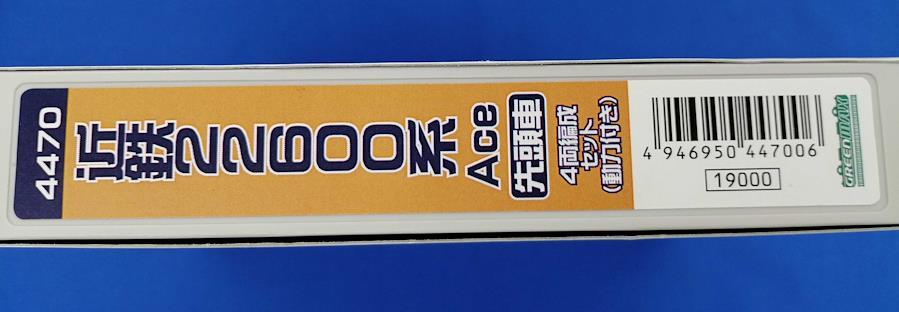 4470
近鉄22600系
Ace
先頭車
4両編成
セット
(動力付き)
4 946950 447006
19000
GREENMAX